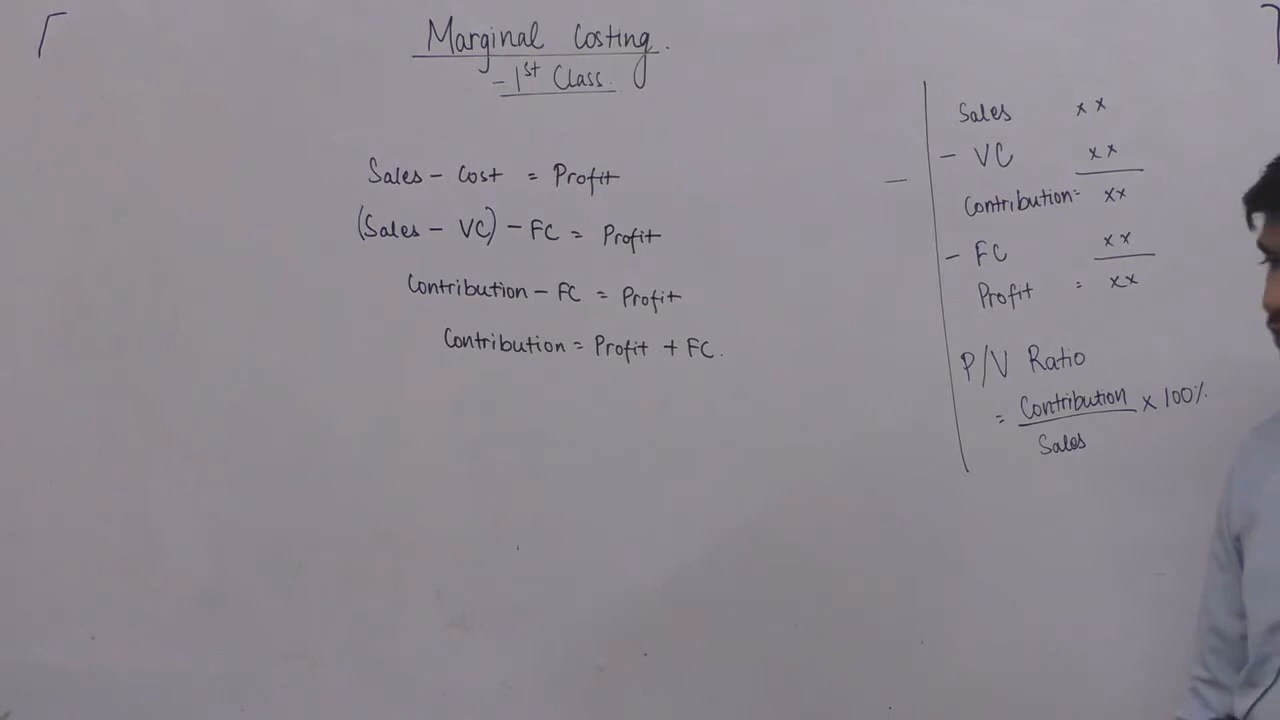 Marginal Costing.
- 1st Class.
Sales - Cost = Profit
(Sales - VC) - FC = Profit
Contribution - FC = Profit
Contribution = Profit + FC.
Sales xx
- VC xx
Contribution = xx
- FC xx
Profit = xx
P/V Ratio
= Contribution / Sales × 100%